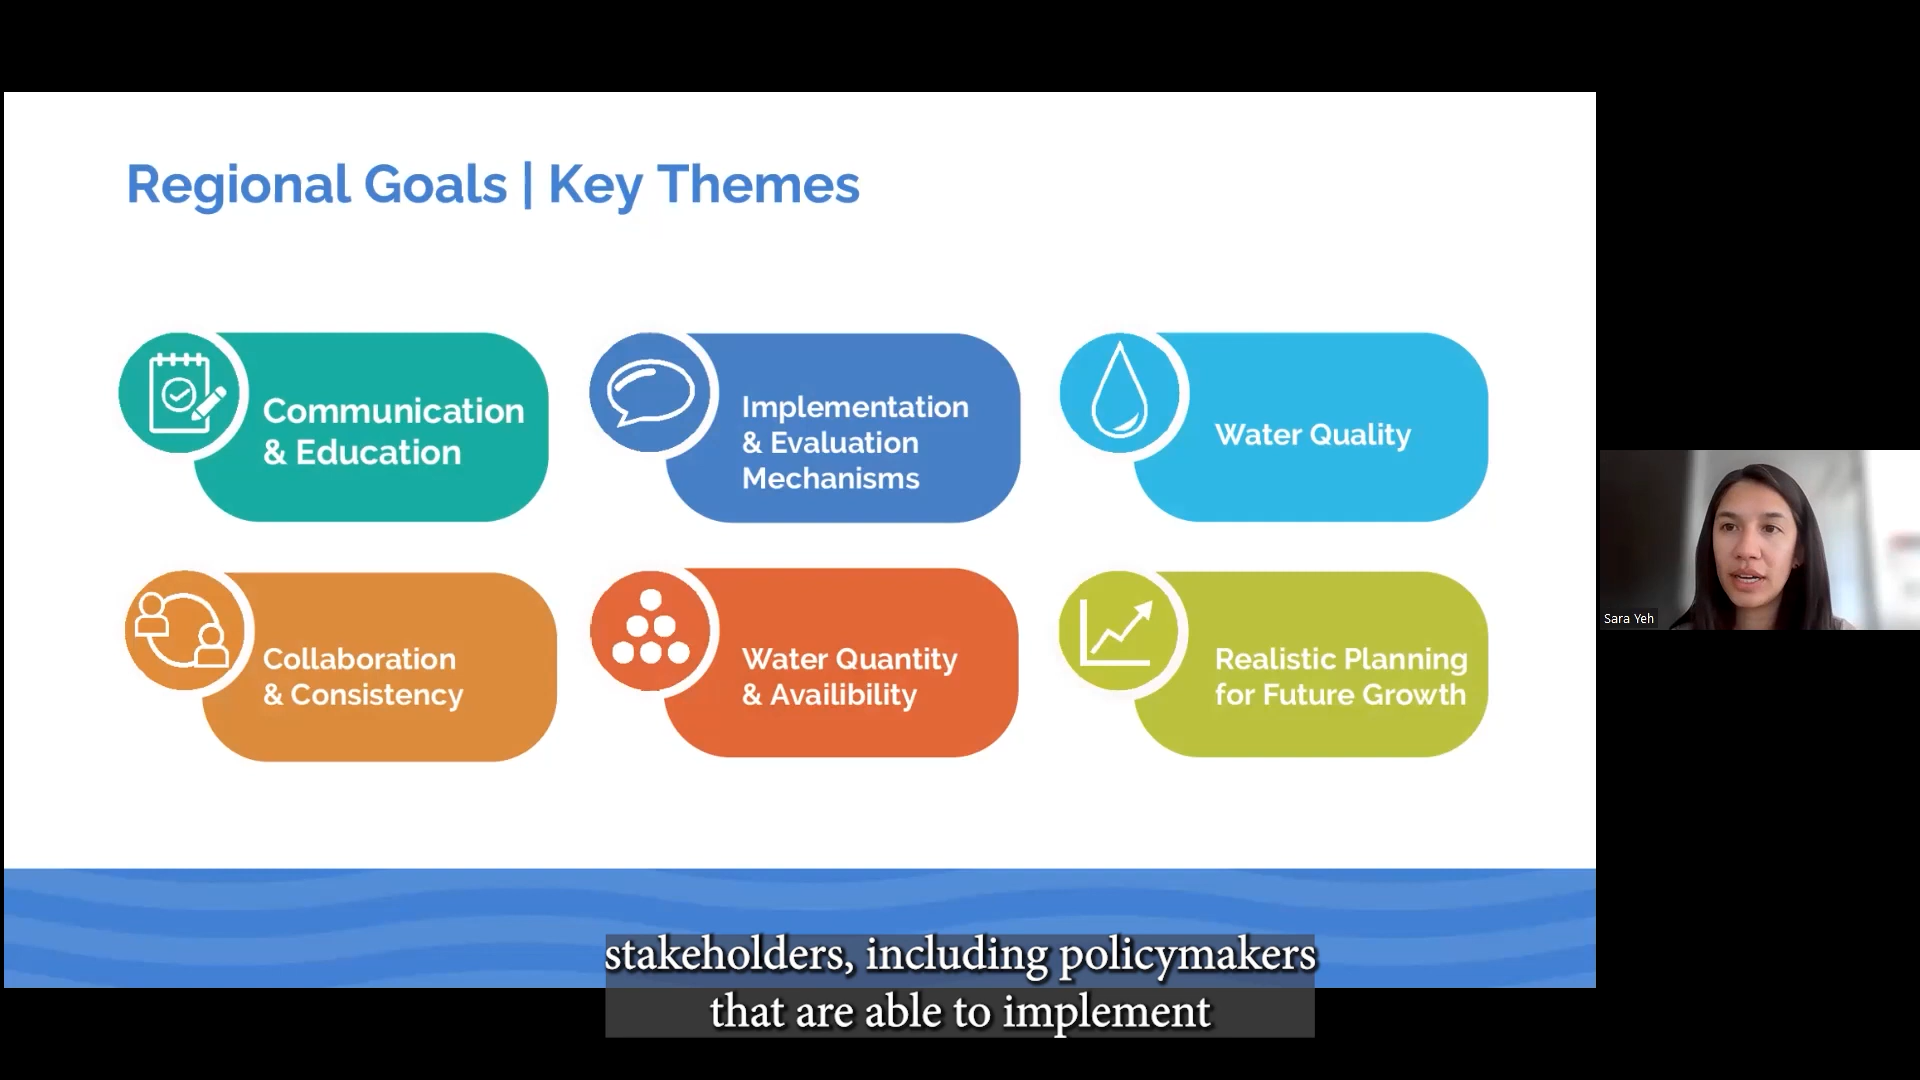 Regional Goals | Key Themes
Communication
& Education
Implementation
& Evaluation
Mechanisms
Water Quality
Collaboration
& Consistency
Water Quantity
& Availibility
Realistic Planning
for Future Growth
Sara Yeh
stakeholders, including policymakers
that are able to implement